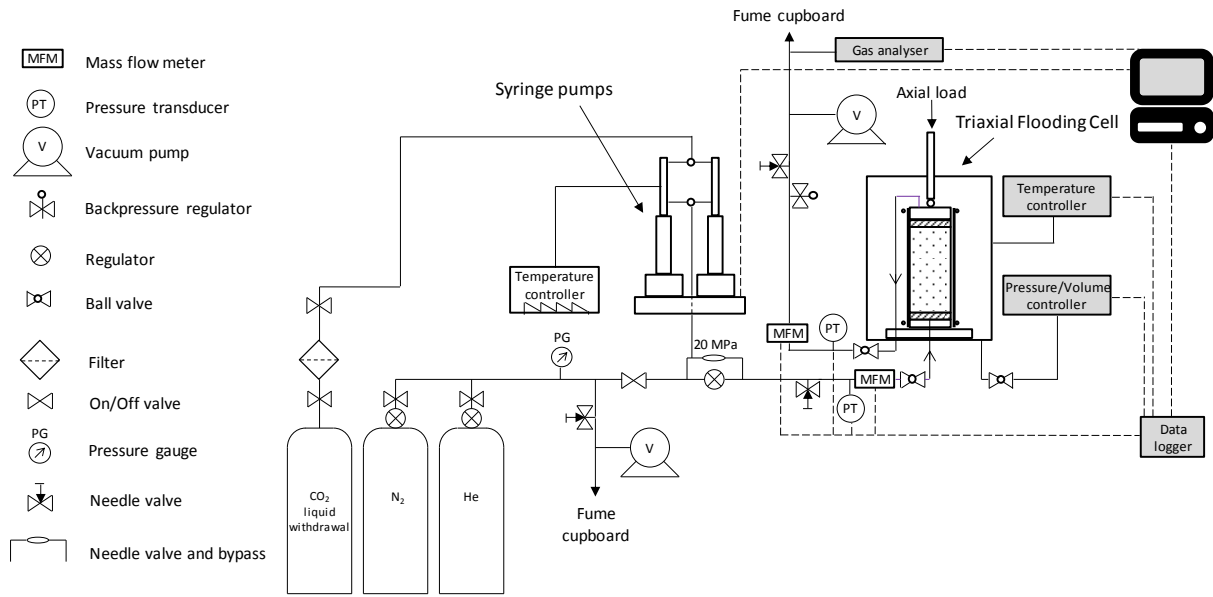 MFM
Mass flow meter
PT
Pressure transducer
V
Vacuum pump
Backpressure regulator
Regulator
Ball valve
Filter
On/Off valve
PG
Pressure gauge
Needle valve
Needle valve and bypass
Fume cupboard
Gas analyser
Syringe pumps
V
Axial load
Triaxial Flooding Cell
Temperature
controller
Temperature
controller
Pressure/Volume
controller
MFM
PT
PG
20 MPa
MFM
PT
Data
logger
V
CO₂
liquid
withdrawal
N₂
He
Fume
cupboard